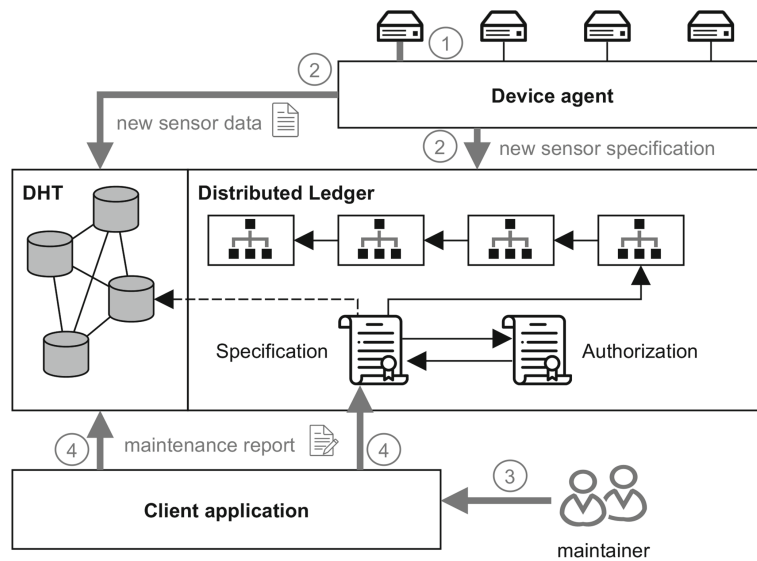 1
2
Device agent
new sensor data
2
new sensor specification
DHT
Distributed Ledger
Specification
Authorization
4
maintenance report
4
3
Client application
maintainer